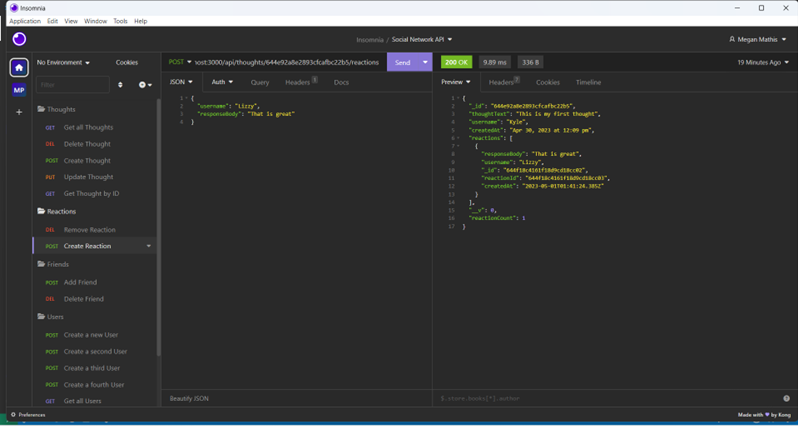 Insomnia
Application Edit View Window Tools Help
Insomnia / Social Network API
Megan Mathis
No Environment
Cookies
POST
ost:3000/api/thoughts/644e92a8e2893cfcafbc22b5/reactions
Send
200 OK
9.89 ms
336 B
19 Minutes Ago
MP
Filter
JSON
Auth
Query
Headers 1
Docs
Preview
Headers 7
Cookies
Timeline
Thoughts
GET Get all Thoughts
DEL Delete Thought
POST Create Thought
PUT Update Thought
GET Get Thought by ID
Reactions
DEL Remove Reaction
POST Create Reaction
Friends
POST Add Friend
DEL Delete Friend
Users
POST Create a new User
POST Create a second User
POST Create a third User
POST Create a fourth User
GET Get all Users
1 {
2 "username": "Lizzy",
3 "responseBody": "That is great"
4 }
1 {
2 "_id": "644e92a8e2893cfcafbc22b5",
3 "thoughtText": "This is my first thought",
4 "username": "Kyle",
5 "createdAt": "Apr 30, 2023 at 12:09 pm",
6 "reactions": [
7 {
8 "responseBody": "That is great",
9 "username": "Lizzy",
10 "_id": "644f18c4161f18d9cd18cc02",
11 "reactionId": "644f18c4161f18d9cd18cc03",
12 "createdAt": "2023-05-01T01:41:24.385Z"
13 }
14 ],
15 "__v": 0,
16 "reactionCount": 1
17 }
Beautify JSON
$.store.books[*].author
Preferences
Made with ♥ by Kong